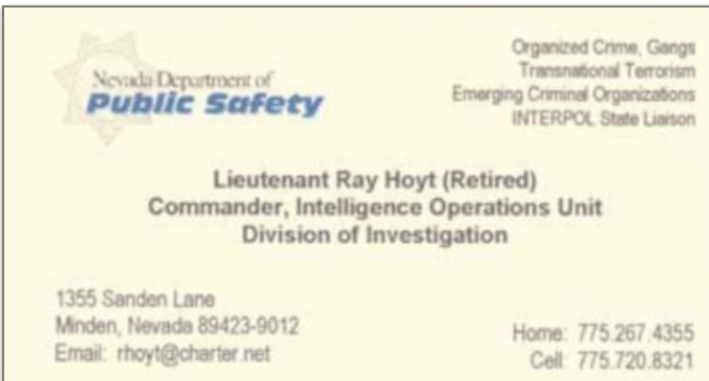 Nevada Department of
Public Safety
Organized Crime, Gangs
Transnational Terrorism
Emerging Criminal Organizations
INTERPOL State Liaison
Lieutenant Ray Hoyt (Retired)
Commander, Intelligence Operations Unit
Division of Investigation
1355 Sanden Lane
Minden, Nevada 89423-9012
Email: rhoyt@charter.net
Home: 775.267.4355
Cell: 775.720.8321